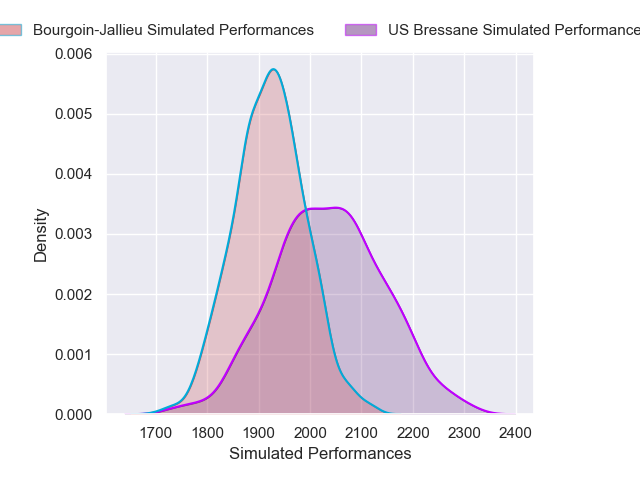 Bourgoin-Jallieu Simulated Performances US Bressane Simulated Performance
0.006
0.005
0.004
0.003
0.002
0.001
0.000
Density
1700 1800 1900 2000 2100 2200 2300 2400
Simulated Performances